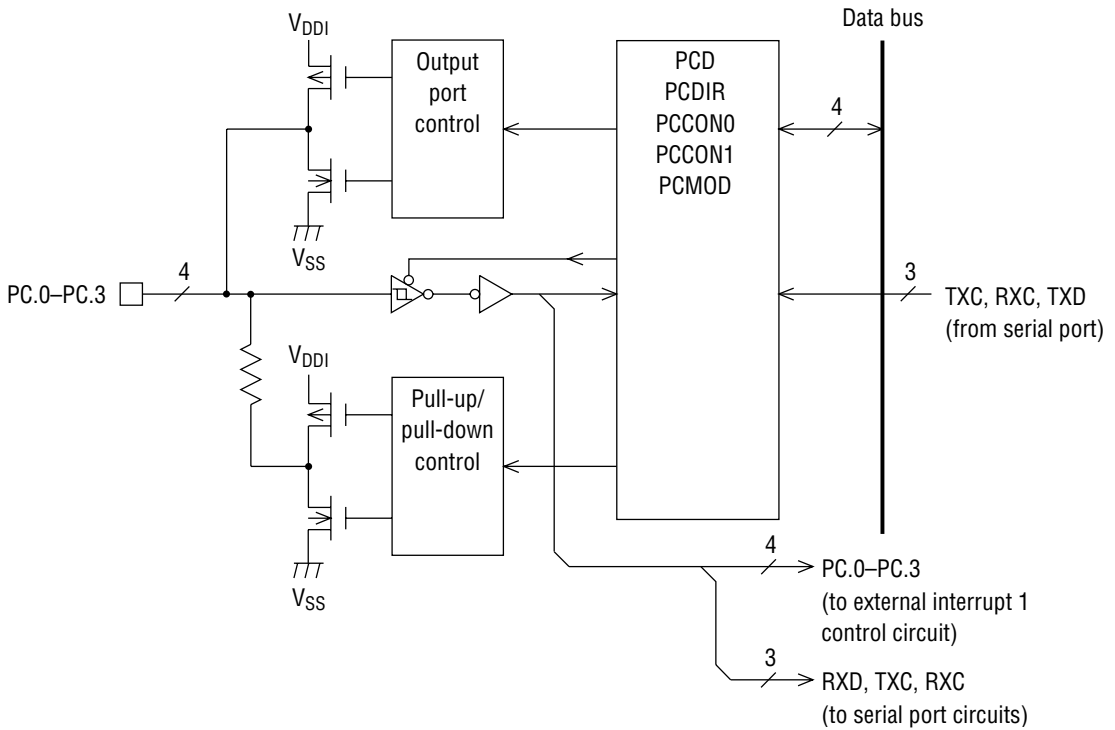 Data bus
VDDI
Output
port
control
PCD
PCDIR
PCCON0
PCCON1
PCMOD
4
VSS
PC.0–PC.3
4
3
TXC, RXC, TXD
(from serial port)
VDDI
Pull-up/
pull-down
control
VSS
4
PC.0–PC.3
(to external interrupt 1
control circuit)
3
RXD, TXC, RXC
(to serial port circuits)